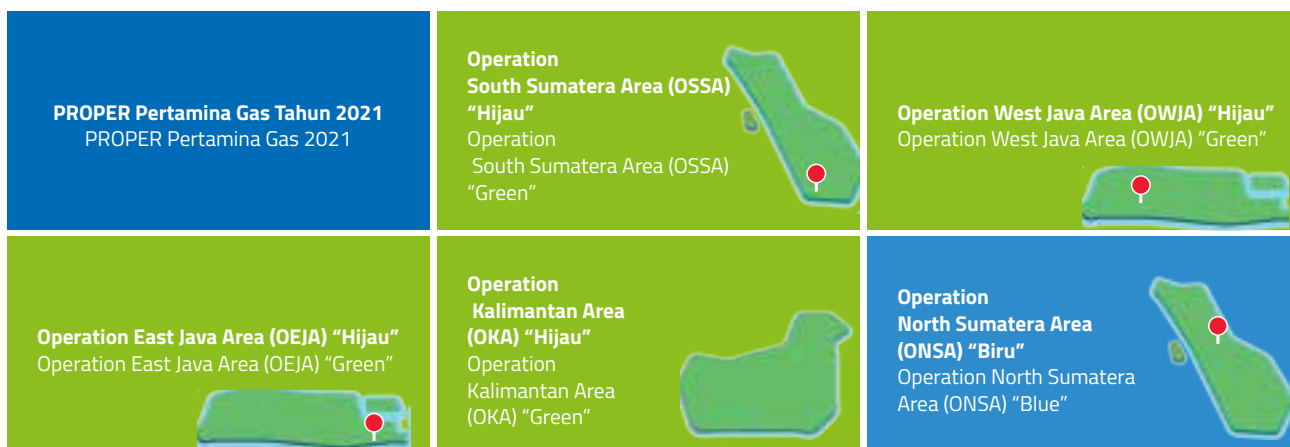 PROPER Pertamina Gas Tahun 2021
PROPER Pertamina Gas 2021
Operation
South Sumatera Area (OSSA)
“Hijau”
Operation
South Sumatera Area (OSSA)
“Green”
Operation West Java Area (OWJA) “Hijau”
Operation West Java Area (OWJA) “Green”
Operation East Java Area (OEJA) “Hijau”
Operation East Java Area (OEJA) “Green”
Operation
Kalimantan Area
(OKA) “Hijau”
Operation
Kalimantan Area
(OKA) “Green”
Operation
North Sumatera Area
(ONSA) “Biru”
Operation North Sumatera
Area (ONSA) “Blue”